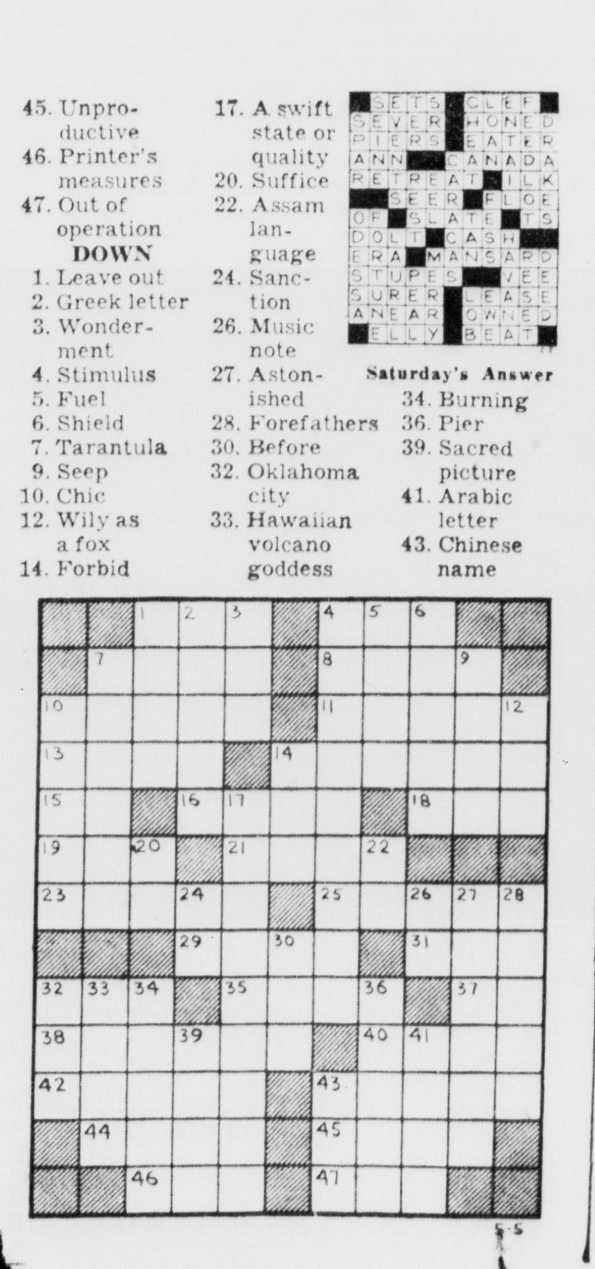 45. Unpro-
ductive
46. Printer's
measures
47. Out of
operation
DOWN
1. Leave out
2. Greek letter
3. Wonder-
ment
4. Stimulus
5. Fuel
6. Shield
7. Tarantula
9. Seep
10. Chic
12. Wily as
a fox
14. Forbid
17. A swift
state or
quality
20. Suffice
22. Assam
lan-
guage
24. Sanc-
tion
26. Music
note
27. Aston-
ished
28. Forefathers
30. Before
32. Oklahoma
city
33. Hawaiian
volcano
goddess
SETS CLEF
SEVER HONED
PIERS EATER
ANN CANADA
RETREAT ILK
SEER FLOE
OF SLATE TS
DOLT CASH
ERA MANSARD
STUPES VEE
SURER LEASE
ANEAR OWNED
ELLY BEAT
Saturday's Answer
34. Burning
36. Pier
39. Sacred
picture
41. Arabic
letter
43. Chinese
name
1 2 3 4 5 6
7 8 9
10 11 12
13 14
15 16 17 18
19 20 21 22
23 24 25 26 27 28
29 30 31
32 33 34 35 36 37
38 39 40 41
42 43
44 45
46 47
5-5